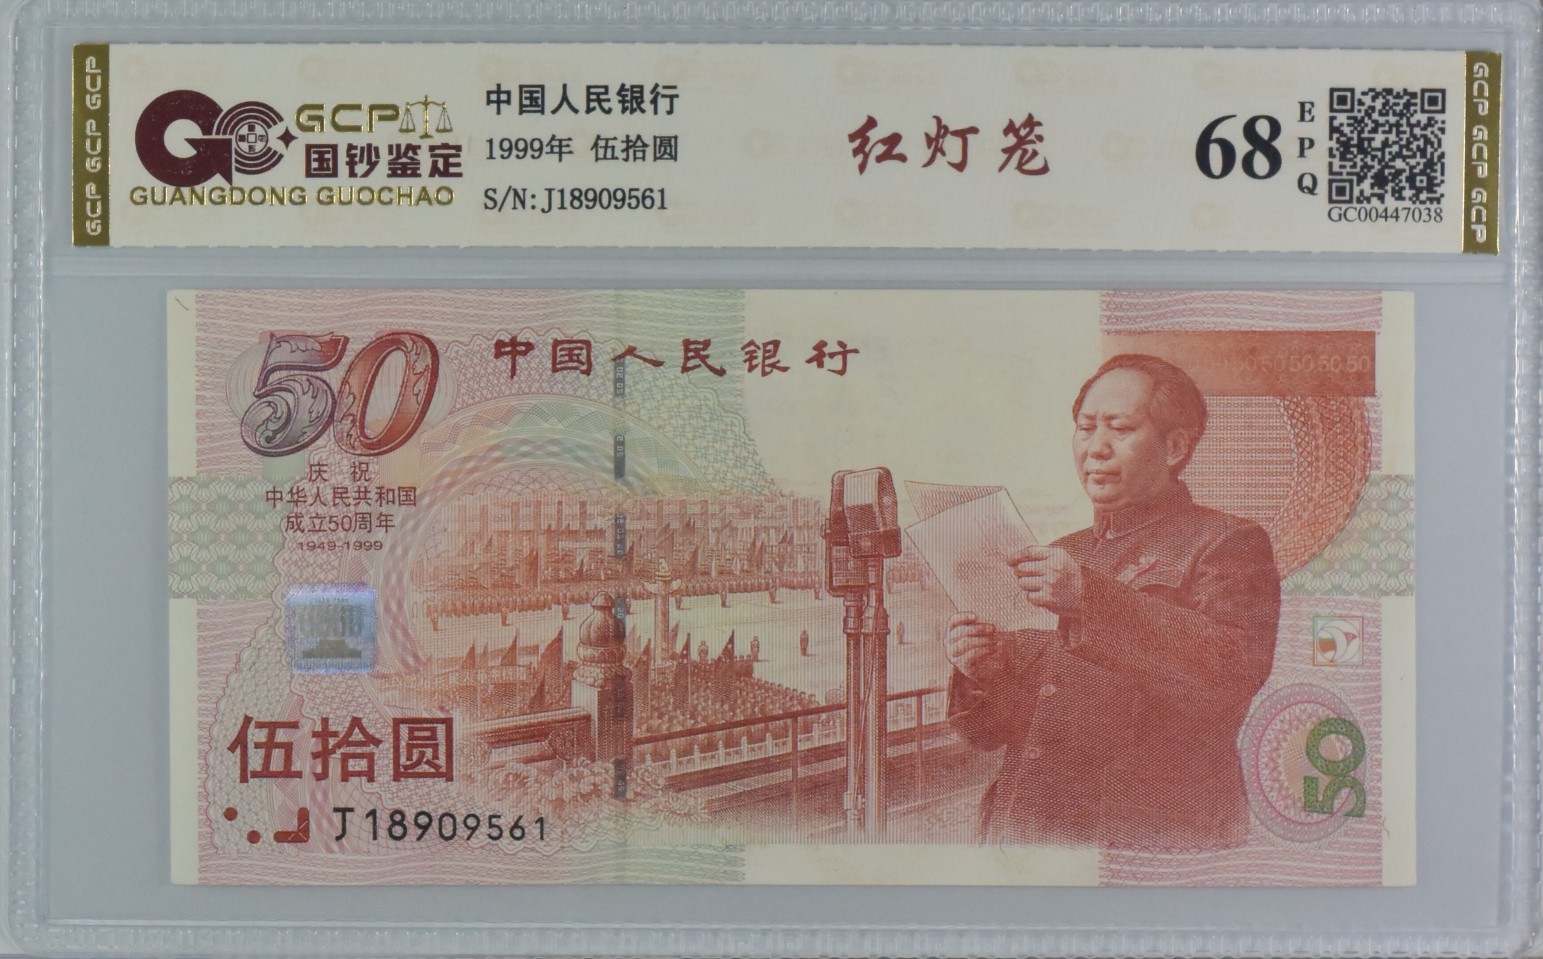 GCP GCP GCP
GCP
国钞鉴定
GUANGDONG GUOCHAO
中国人民银行
1999年 伍拾圆
S/N:J18909561
红灯笼
68
EPQ
GC00447038
GCP GCP GCP
50
中国人民银行
庆祝
中华人民共和国
成立50周年
1949-1999
伍拾圆
J18909561
50